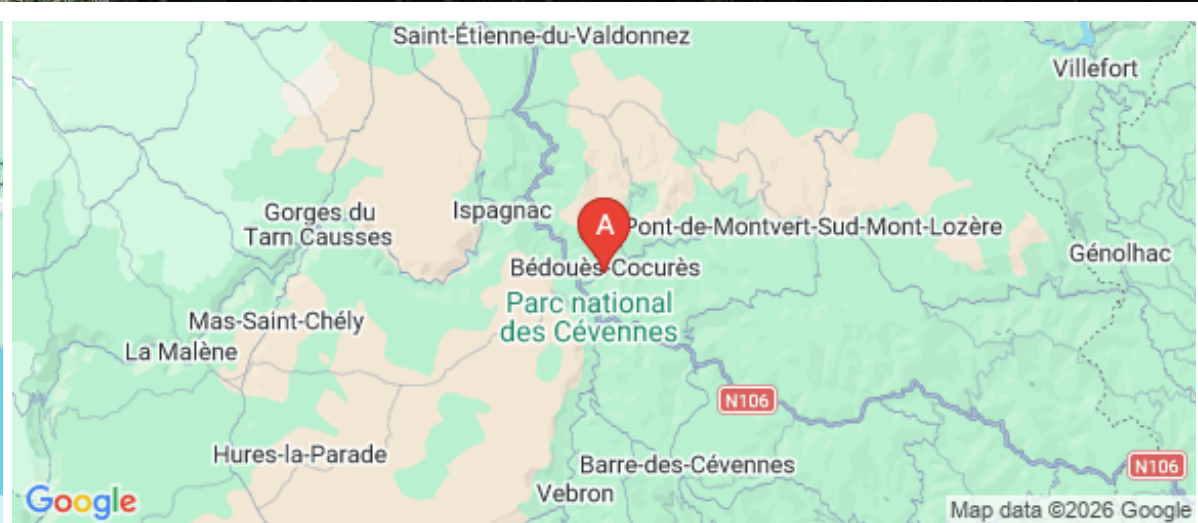 Saint-Étienne-du-Valdonnez
Villefort
Gorges du
Tarn Causses
Ispagnac
A
Pont-de-Montvert-Sud-Mont-Lozère
Génolhac
Bédouès-Cocurès
Parc national
des Cévennes
Mas-Saint-Chély
La Malène
N106
Hures-la-Parade
Barre-des-Cévennes
N106
Vebron
Google
Map data ©2026 Google